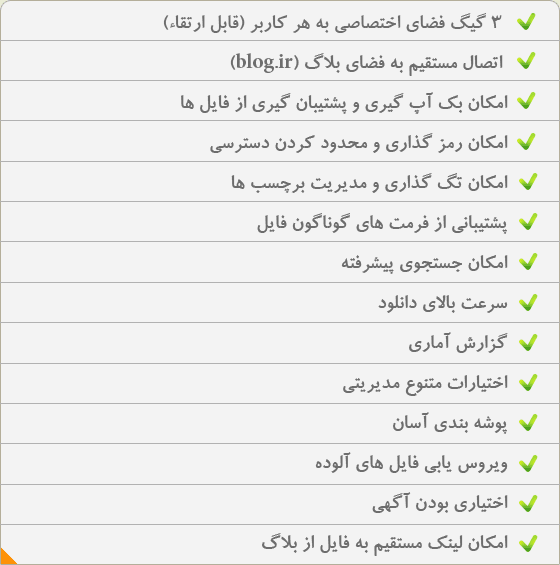 ۳ گیگ فضای اختصاصی به هر کاربر (قابل ارتقاء)
اتصال مستقیم به فضای بلاگ (blog.ir)
امکان بک آپ گیری و پشتیبان گیری از فایل ها
امکان رمز گذاری و محدود کردن دسترسی
امکان تگ گذاری و مدیریت برچسب ها
پشتیبانی از فرمت های گوناگون فایل
امکان جستجوی پیشرفته
سرعت بالای دانلود
گزارش آماری
اختیارات متنوع مدیریتی
پوشه بندی آسان
ویروس یابی فایل های آلوده
اختیاری بودن آگهی
امکان لینک مستقیم به فایل از بلاگ